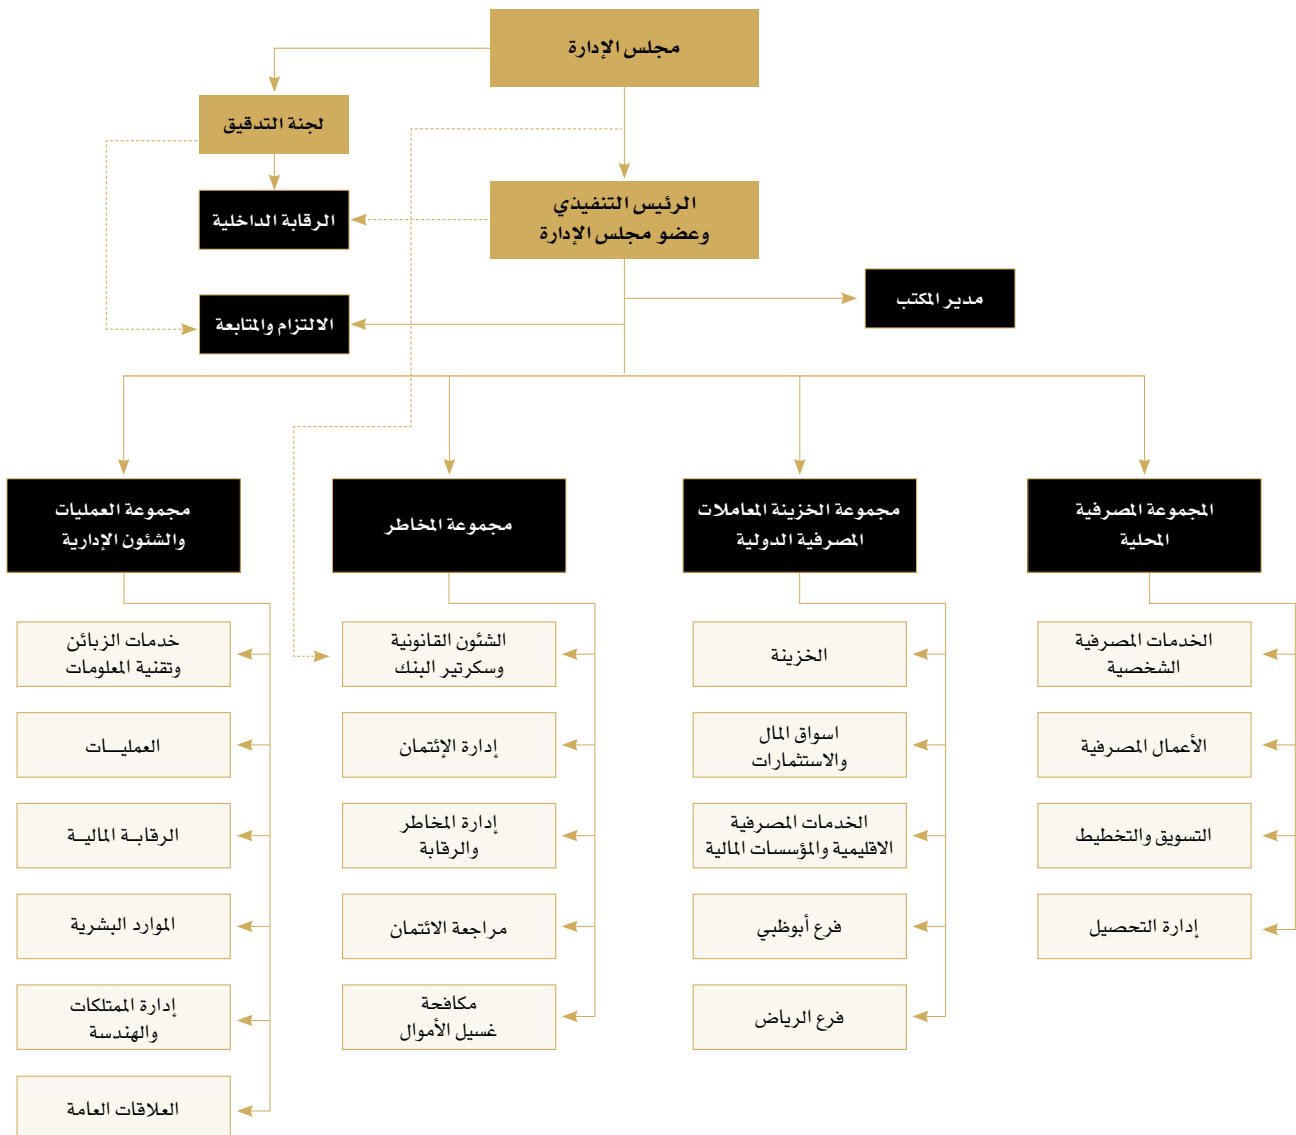 مجلس الإدارة
لجنة التدقيق
الرئيس التنفيذي
وعضو مجلس الإدارة
الرقابة الداخلية
مدير المكتب
الالتزام والمتابعة
المجموعة المصرفية
المحلية
مجموعة الخزينة المعاملات
المصرفية الدولية
مجموعة المخاطر
مجموعة العمليات
والشئون الإدارية
الخدمات المصرفية
الشخصية
الأعمال المصرفية
التسويق والتخطيط
إدارة التحصيل
الخزينة
اسواق المال
والاستثمارات
الخدمات المصرفية
الاقليمية والمؤسسات المالية
فرع أبوظبي
فرع الرياض
الشئون القانونية
وسكرتير البنك
إدارة الإئتمان
إدارة المخاطر
والرقابة
مراجعة الائتمان
مكافحة
غسيل الأموال
خدمات الزبائن
وتقنية المعلومات
العمليـــات
الرقابــة الماليــة
الموارد البشرية
إدارة الممتلكات
والهندسة
العلاقات العامة